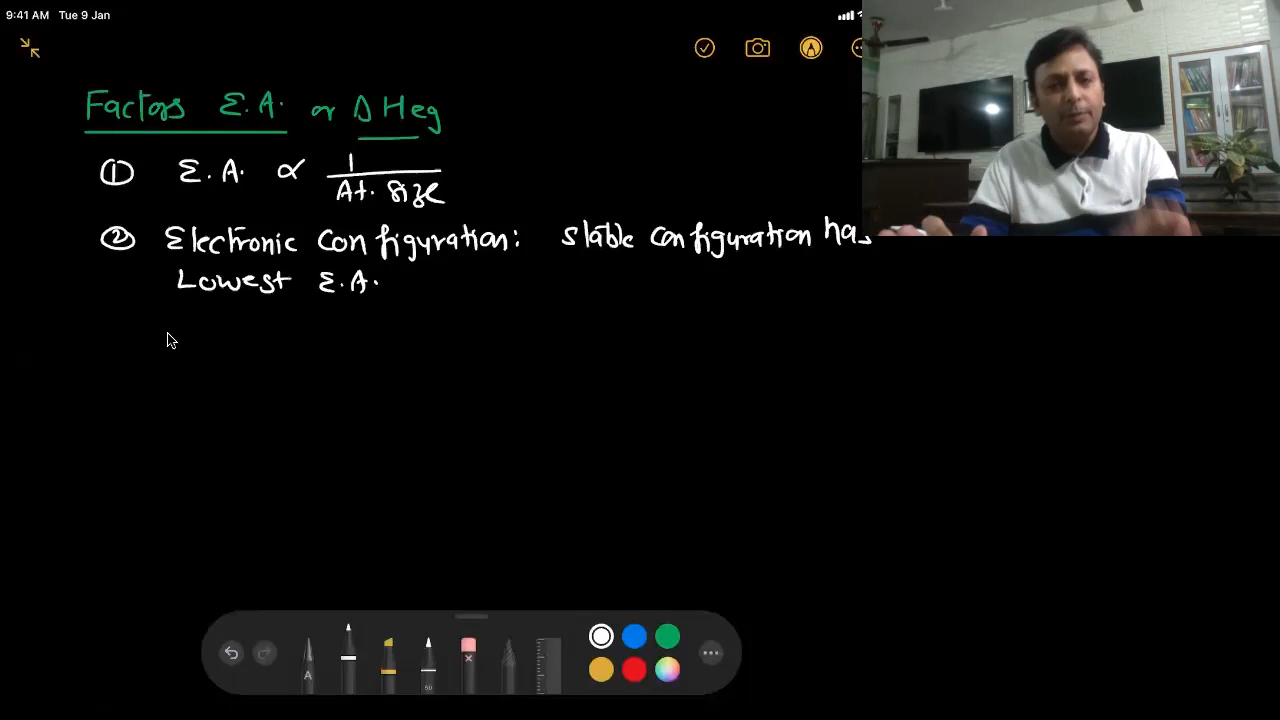 9:41 AM Tue 9 Jan
Factors E.A. or ΔHeg
① E.A. ∝ 1/At. Size
② Electronic Configuration: Stable Configuration has
Lowest E.A.
A
50